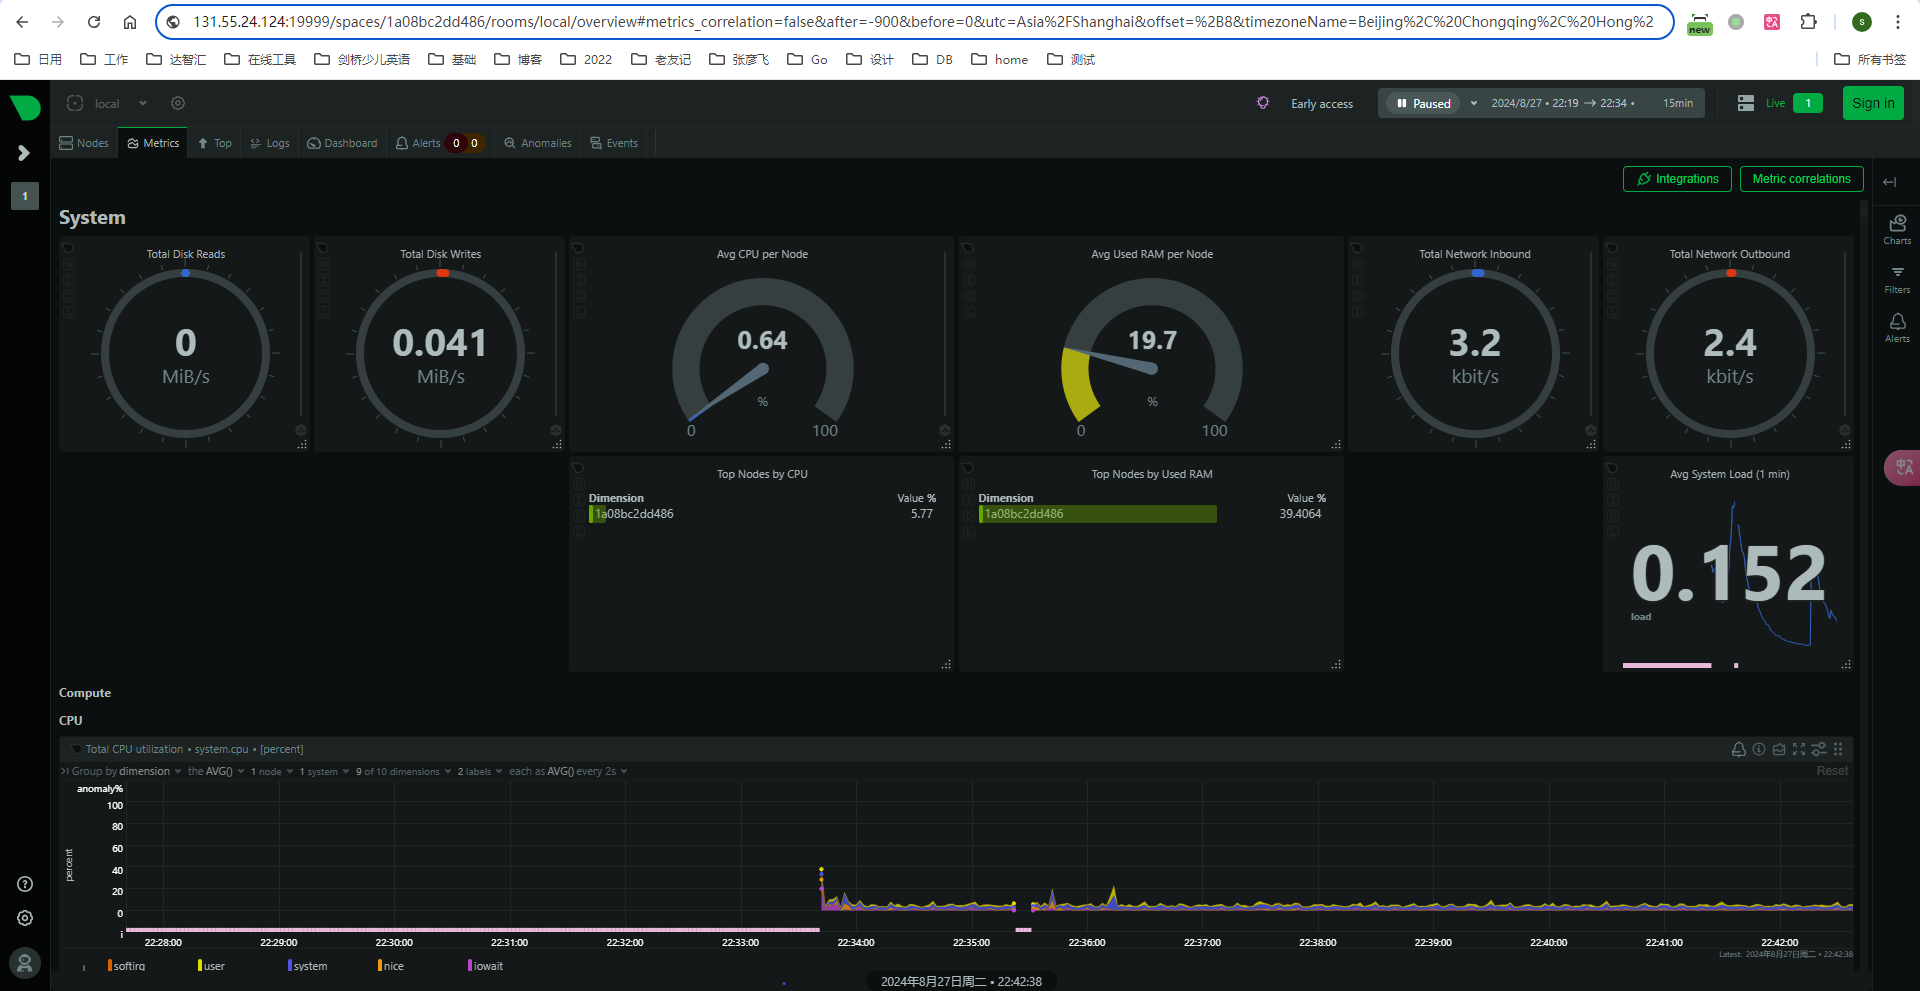 131.55.24.124:19999/spaces/1a08bc2dd486/rooms/local/overview#metrics_correlation=false&after=-900&before=0&utc=Asia%2FShanghai&offset=%2B8&timezoneName=Beijing%2C%20Chongqing%2C%20Hong%2
new
S
日用 工作 达智汇 在线工具 剑桥少儿英语 基础 博客 2022 老友记 张彦飞 Go 设计 DB home 测试 所有书签
local Early access Paused 2024/8/27 • 22:19 → 22:34 • 15min Live 1 Sign in
Nodes Metrics Top Logs Dashboard Alerts 0 0 Anomalies Events
1
Integrations Metric correlations
System
Charts
Filters
Alerts
Total Disk Reads
0
MiB/s
Total Disk Writes
0.041
MiB/s
Avg CPU per Node
0.64
%
0 100
Avg Used RAM per Node
19.7
%
0 100
Total Network Inbound
3.2
kbit/s
Total Network Outbound
2.4
kbit/s
Top Nodes by CPU
Dimension Value %
1a08bc2dd486 5.77
Top Nodes by Used RAM
Dimension Value %
1a08bc2dd486 39.4064
Avg System Load (1 min)
0.152
load
Compute
CPU
Total CPU utilization • system.cpu • [percent]
Group by dimension the AVG() 1 node 1 system 9 of 10 dimensions 2 labels each as AVG() every 2s
Reset
anomaly%
100
80
60
40
20
0
percent
i
22:28:00 22:29:00 22:30:00 22:31:00 22:32:00 22:33:00 22:34:00 22:35:00 22:36:00 22:37:00 22:38:00 22:39:00 22:40:00 22:41:00 22:42:00
Latest: 2024年8月27日周二 • 22:42:38
softirq user system nice iowait
2024年8月27日周二 • 22:42:38